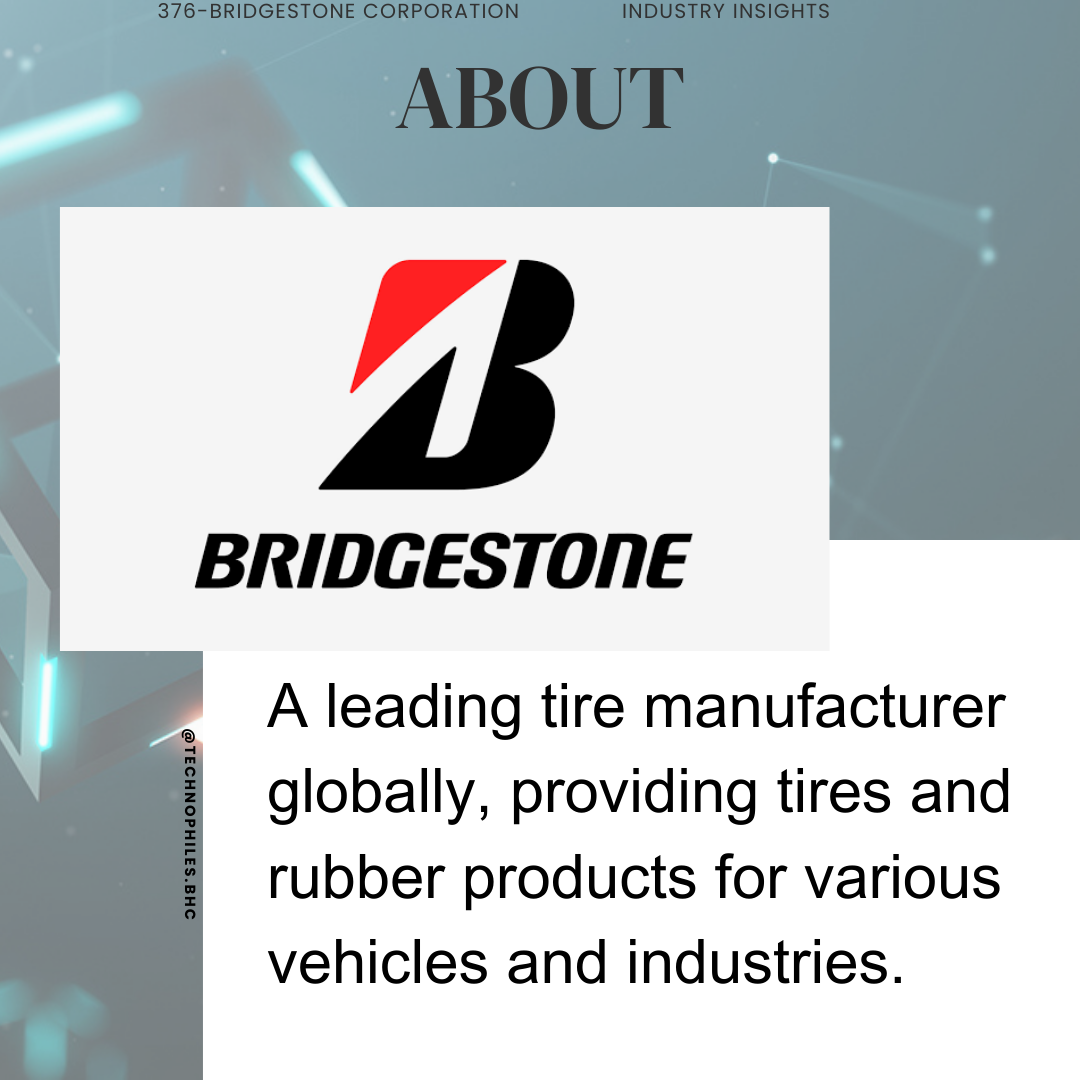 376-BRIDGESTONE CORPORATION
INDUSTRY INSIGHTS
ABOUT
BRIDGESTONE
A leading tire manufacturer
globally, providing tires and
rubber products for various
vehicles and industries.
@TECHNOPHILES.BHC